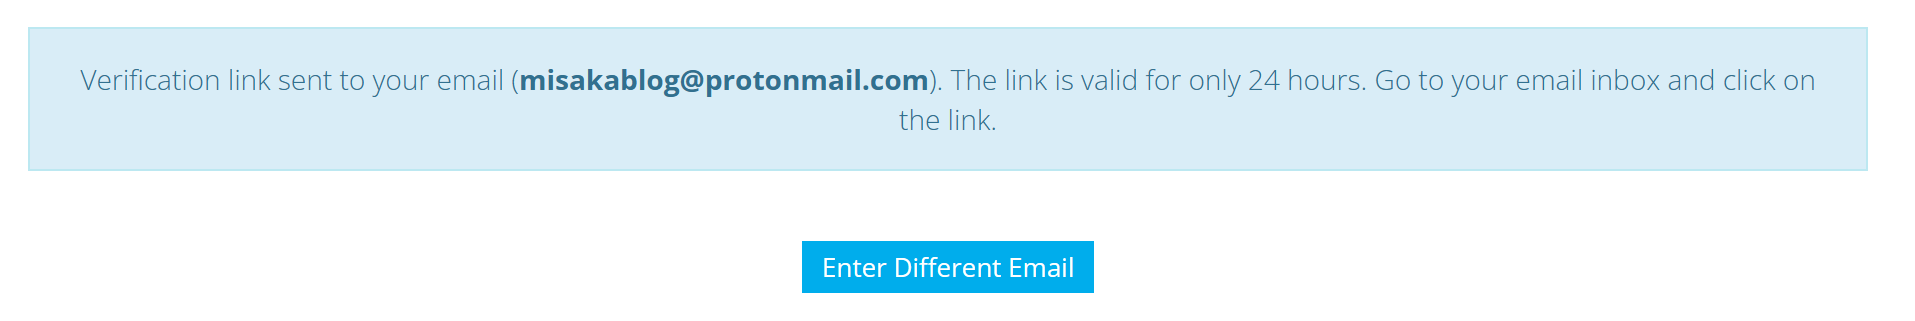 Verification link sent to your email (misakablog@protonmail.com). The link is valid for only 24 hours. Go to your email inbox and click on
the link.
Enter Different Email